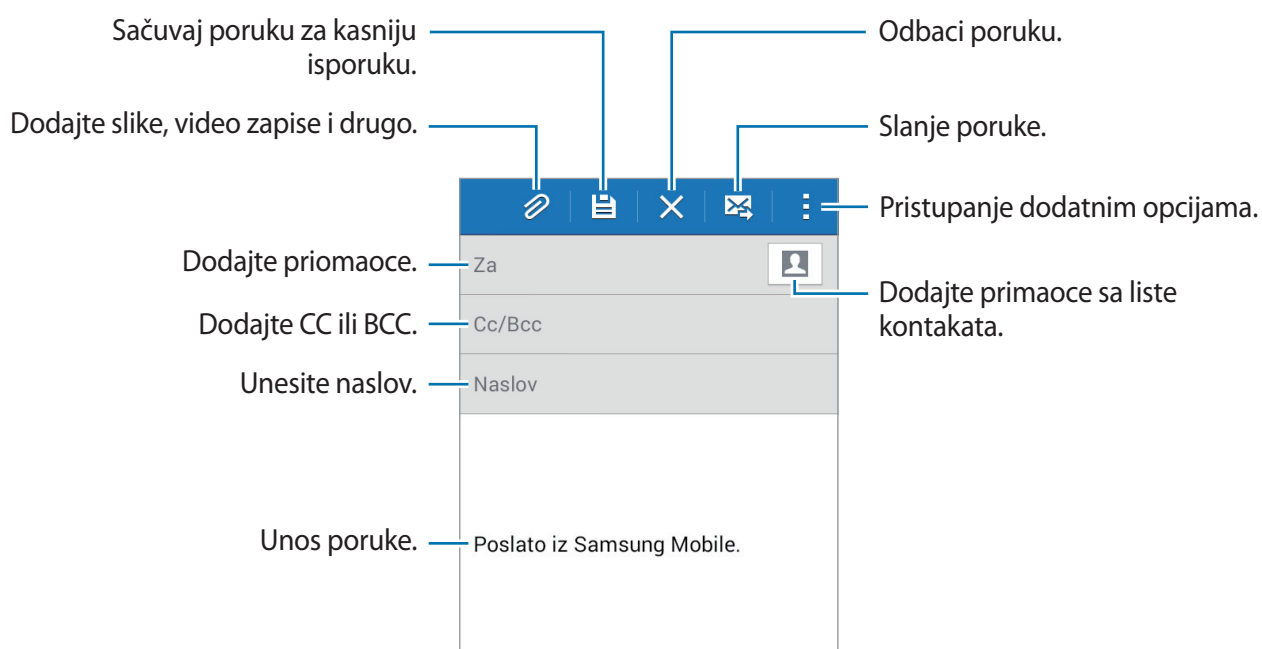 Sačuvaj poruku za kasniju
isporuku.
Odbaci poruku.
Dodajte slike, video zapise i drugo.
Slanje poruke.
Pristupanje dodatnim opcijama.
Dodajte priomaoce.
Za
Dodajte primaoce sa liste
kontakata.
Dodajte CC ili BCC.
Cc/Bcc
Unesite naslov.
Naslov
Unos poruke.
Poslato iz Samsung Mobile.